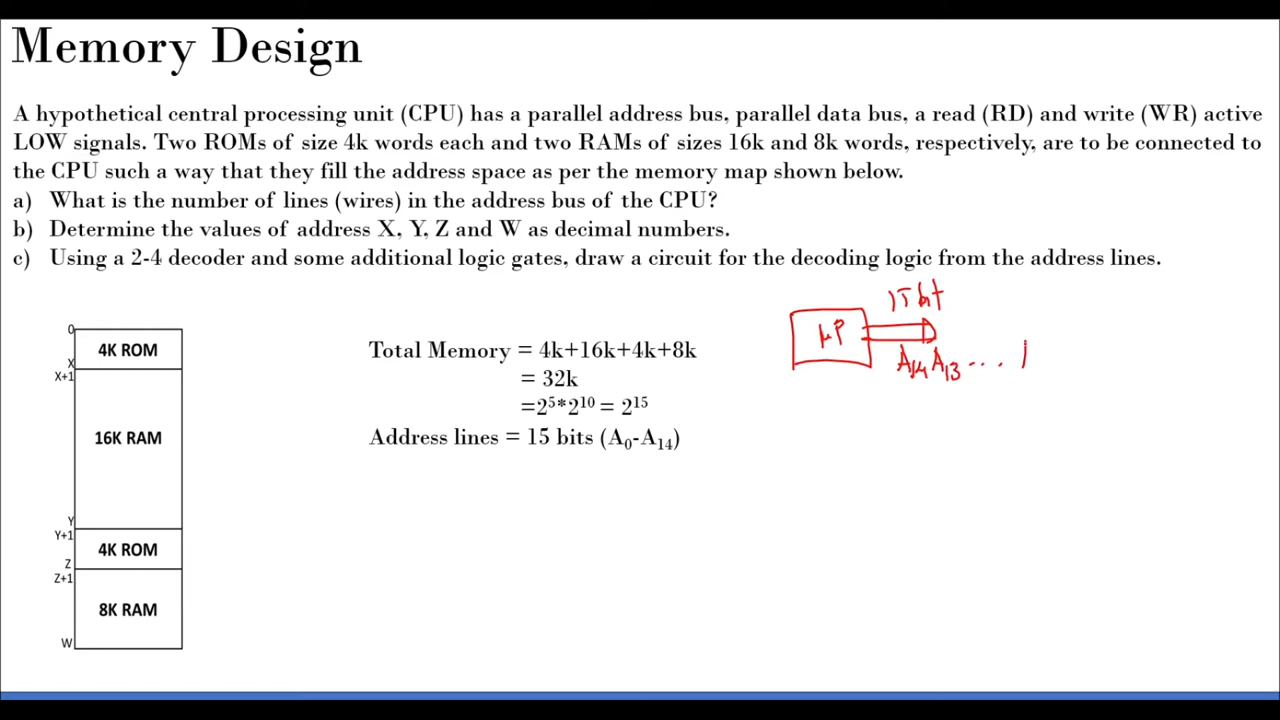 Memory Design
A hypothetical central processing unit (CPU) has a parallel address bus, parallel data bus, a read (RD) and write (WR) active
LOW signals. Two ROMs of size 4k words each and two RAMs of sizes 16k and 8k words, respectively, are to be connected to
the CPU such a way that they fill the address space as per the memory map shown below.
a) What is the number of lines (wires) in the address bus of the CPU?
b) Determine the values of address X, Y, Z and W as decimal numbers.
c) Using a 2-4 decoder and some additional logic gates, draw a circuit for the decoding logic from the address lines.
0
4K ROM
X
X+1
16K RAM
Y
Y+1
4K ROM
Z
Z+1
8K RAM
W
Total Memory = 4k+16k+4k+8k
= 32k
=2⁵*2¹⁰ = 2¹⁵
Address lines = 15 bits (A₀-A₁₄)
15 bit
μP
A₁₄ A₁₃ ...